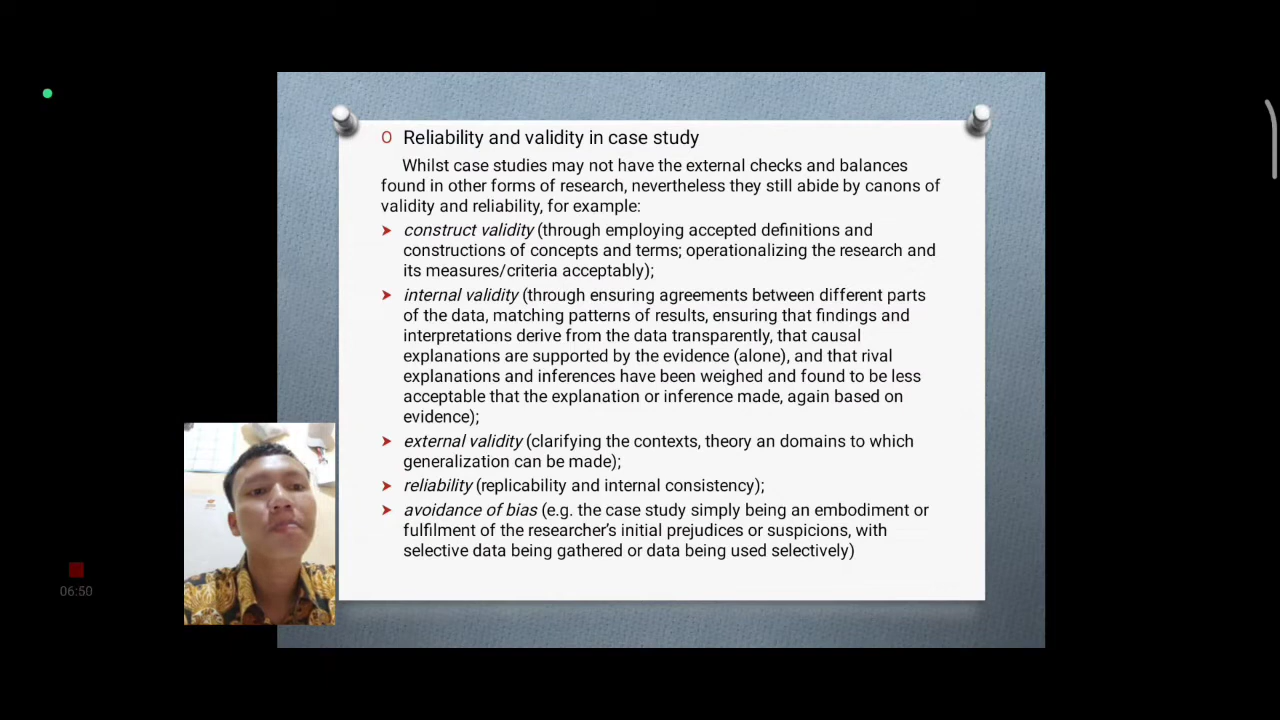 O Reliability and validity in case study
Whilst case studies may not have the external checks and balances
found in other forms of research, nevertheless they still abide by canons of
validity and reliability, for example:
➤ construct validity (through employing accepted definitions and
constructions of concepts and terms; operationalizing the research and
its measures/criteria acceptably);
➤ internal validity (through ensuring agreements between different parts
of the data, matching patterns of results, ensuring that findings and
interpretations derive from the data transparently, that causal
explanations are supported by the evidence (alone), and that rival
explanations and inferences have been weighed and found to be less
acceptable that the explanation or inference made, again based on
evidence);
➤ external validity (clarifying the contexts, theory an domains to which
generalization can be made);
➤ reliability (replicability and internal consistency);
➤ avoidance of bias (e.g. the case study simply being an embodiment or
fulfilment of the researcher's initial prejudices or suspicions, with
selective data being gathered or data being used selectively)
06:50